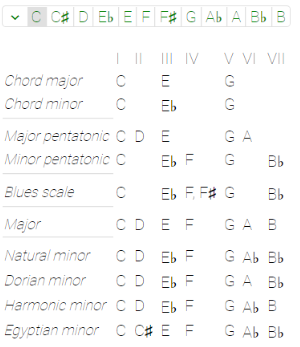 C C♯ D E♭ E F F♯ G A♭ A B♭ B
I II III IV V VI VII
Chord major C E G
Chord minor C E♭ G
Major pentatonic C D E G A
Minor pentatonic C E♭ F G B♭
Blues scale C E♭ F, F♯ G B♭
Major C D E F G A B
Natural minor C D E♭ F G A♭ B♭
Dorian minor C D E♭ F G A B♭
Harmonic minor C D E♭ F G A♭ B
Egyptian minor C C♯ E F G A♭ B♭